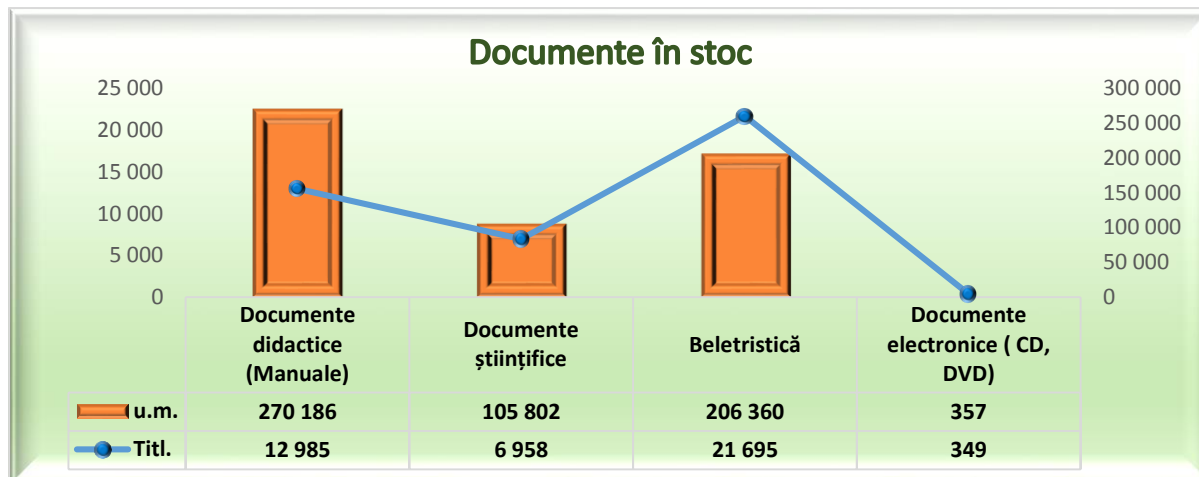 Documente în stoc
25 000
20 000
15 000
10 000
5 000
0
300 000
250 000
200 000
150 000
100 000
50 000
0
Documente
didactice
(Manuale)
Documente
științifice
Beletristică
Documente
electronice ( CD,
DVD)
u.m. 270 186 105 802 206 360 357
Titl. 12 985 6 958 21 695 349